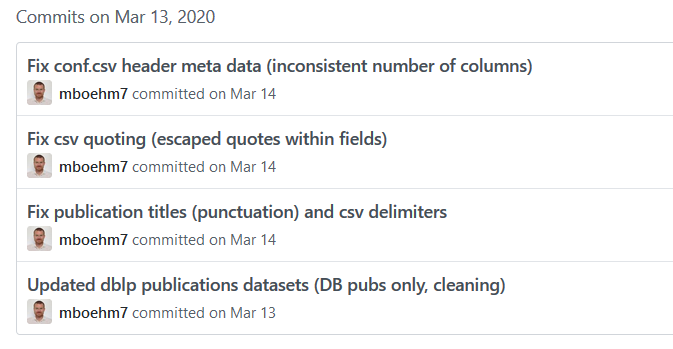 Commits on Mar 13, 2020
Fix conf.csv header meta data (inconsistent number of columns)
mboehm7 committed on Mar 14
Fix csv quoting (escaped quotes within fields)
mboehm7 committed on Mar 14
Fix publication titles (punctuation) and csv delimiters
mboehm7 committed on Mar 14
Updated dblp publications datasets (DB pubs only, cleaning)
mboehm7 committed on Mar 13